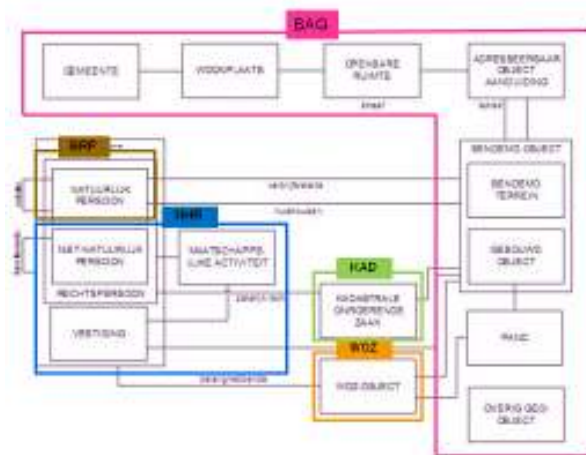 BAG
GEMEENTE
WOONPLAATS
OPENBARE
RUIMTE
ADRESSEERBAAR
OBJECT
AANDUIDING
BENOEMD OBJECT
NATUURLIJK
PERSOON
BENOEMD
TERREIN
NHR
NIET NATUURLIJK
PERSOON
MAATSCHAPPE-
LIJKE ACTIVITEIT
GEBOUWD
OBJECT
RECHTSPERSOON
KAD
KADASTRALE
ONROERENDE
ZAAK
VESTIGING
PAND
WOZ
belanghebbende
WOZ-OBJECT
OVERIG GEO-
OBJECT